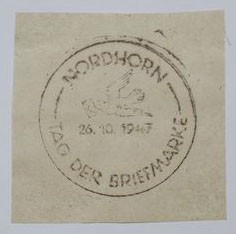 NORDHORN
26.10.1947
TAG DER BRIEFMARKE